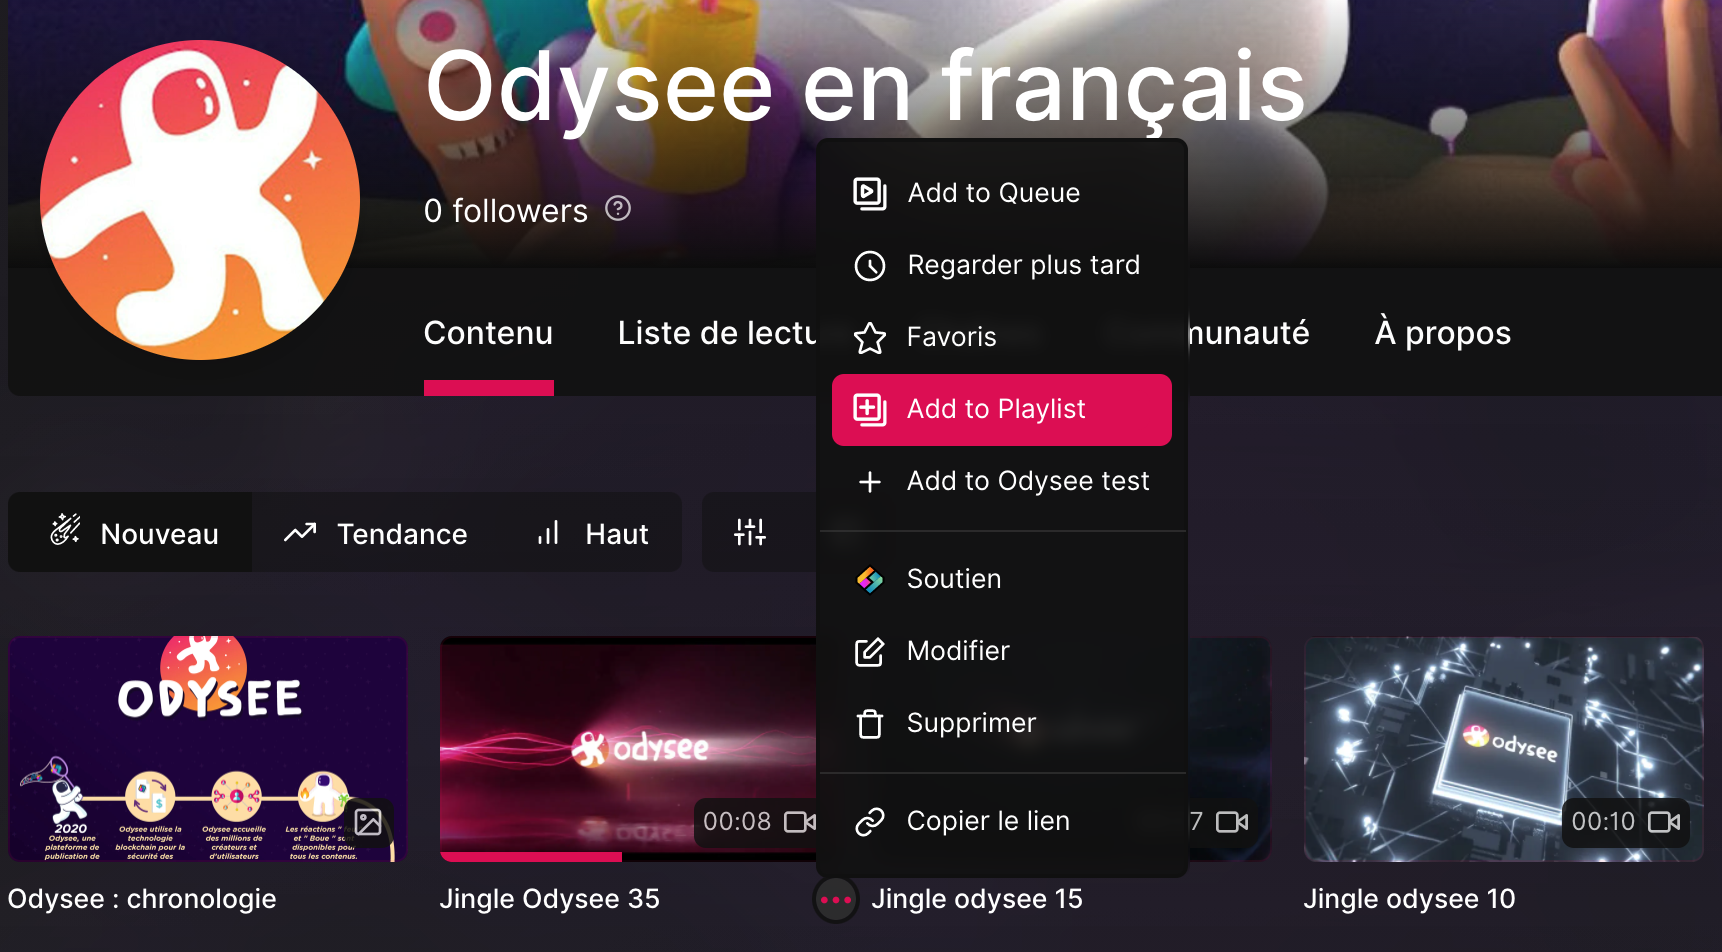 Odysee en français
0 followers
Contenu
Liste de lectu
munauté
À propos
Add to Queue
Regarder plus tard
Favoris
Add to Playlist
Add to Odysee test
Soutien
Modifier
Supprimer
Copier le lien
Nouveau
Tendance
Haut
ODYSEE
2020
Odysee, une
plateforme de
publication de
Odysee utilise la
technologie
blockchain pour la
sécurité des
Odysee accueille
des millions de
créateurs et
d'utilisateurs
Les réactions "
et " Boue " so
disponibles pou
tous les contenus.
odysee
00:08
7
odysee
00:10
Odysee : chronologie
Jingle Odysee 35
Jingle odysee 15
Jingle odysee 10